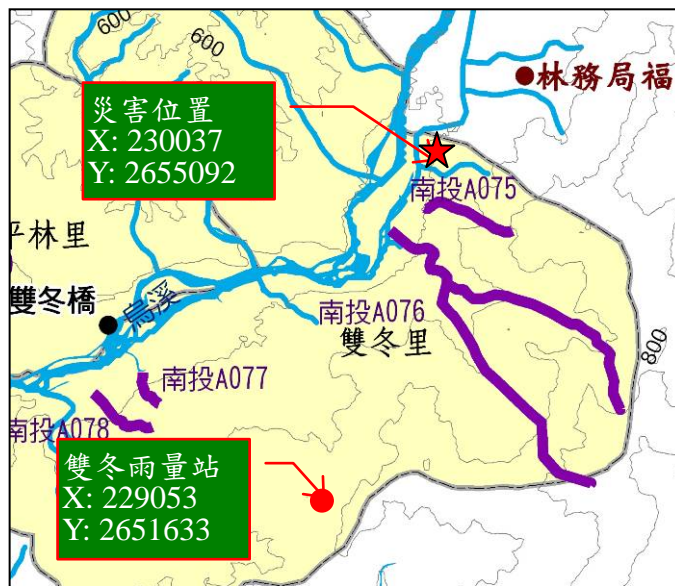 600
600
林務局福
災害位置
X: 230037
Y: 2655092
南投A075
平林里
雙冬橋
烏溪
南投A076
雙冬里
800
南投A077
南投A078
雙冬雨量站
X: 229053
Y: 2651633